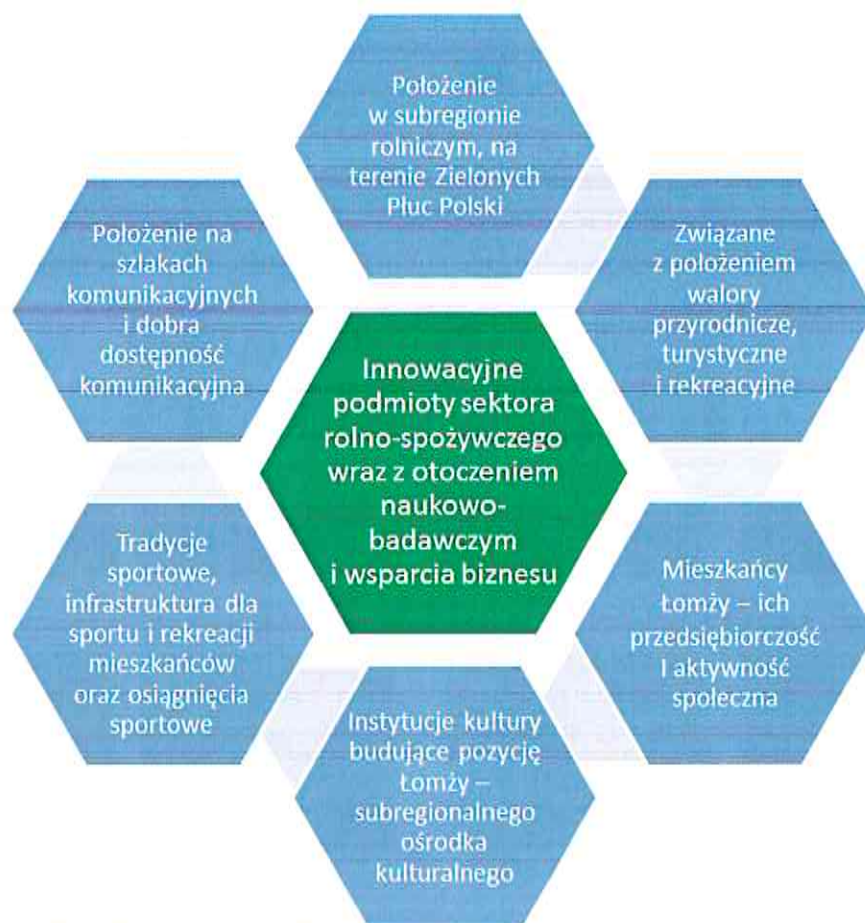 Położenie
w subregionie
rolniczym, na
terenie Zielonych
Płuc Polski
Położenie na
szlakach
komunikacyjnych
i dobra
dostępność
komunikacyjna
Związane
z położeniem
walory
przyrodnicze,
turystyczne
i rekreacyjne
Innowacyjne
podmioty sektora
rolno-spożywczego
wraz z otoczeniem
naukowo-
badawczym
i wsparcia biznesu
Tradycje
sportowe,
infrastruktura dla
sportu i rekreacji
mieszkańców
oraz osiągnięcia
sportowe
Mieszkańcy
Łomży – ich
przedsiębiorczość
I aktywność
społeczna
Instytucje kultury
budujące pozycję
Łomży –
subregionalnego
ośrodka
kulturalnego